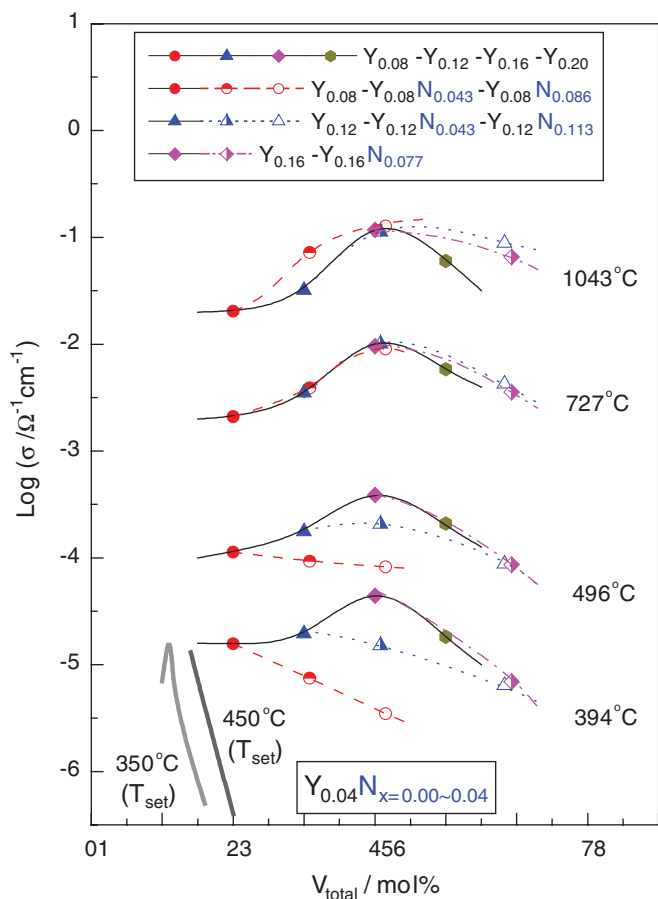 Y0.08 -Y0.12 -Y0.16 -Y0.20
Y0.08 -Y0.08N0.043 -Y0.08N0.086
Y0.12 -Y0.12N0.043 -Y0.12N0.113
Y0.16 -Y0.16N0.077
-1
0
-1
-2
-3
-4
-5
-6
Log (σ /Ω-1cm-1)
1043°C
727°C
496°C
394°C
450°C
(Tset)
350°C
(Tset)
Y0.04Nx=0.00~0.04
01 23 456 78
Vtotal / mol%